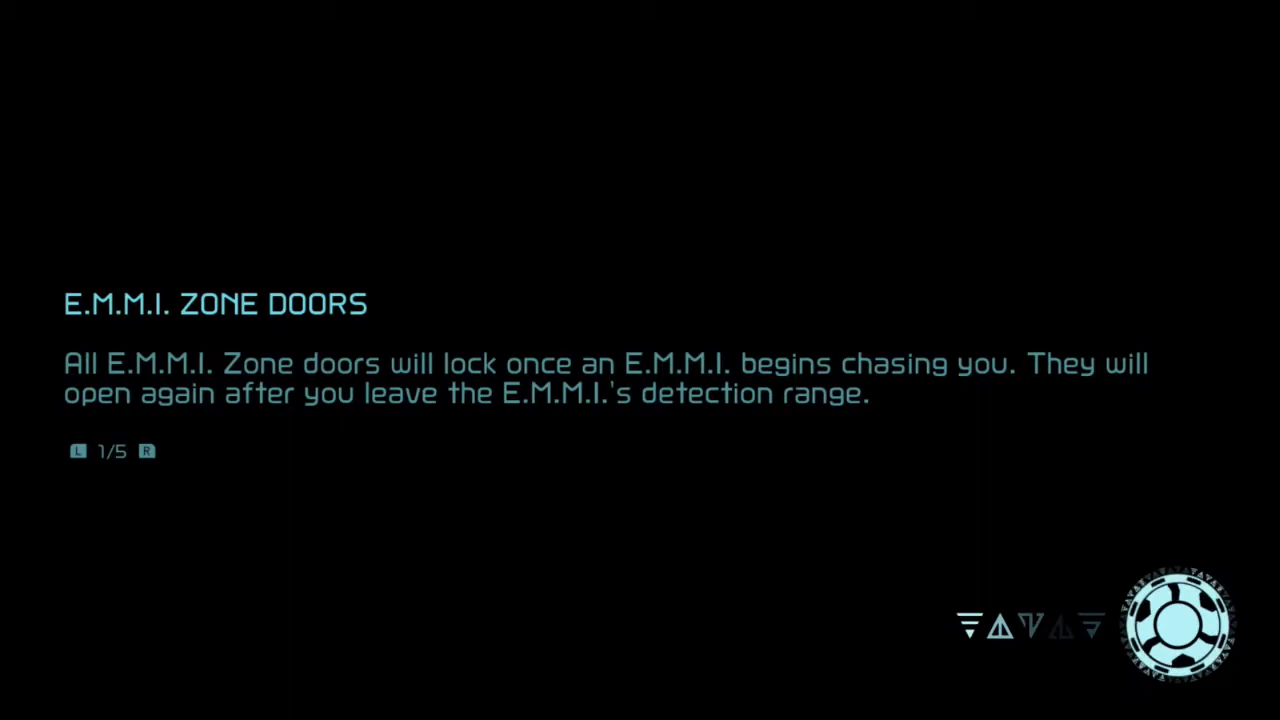 E.M.M.I. ZONE DOORS
All E.M.M.I. Zone doors will lock once an E.M.M.I. begins chasing you. They will
open again after you leave the E.M.M.I.'s detection range.
L 1/5 R